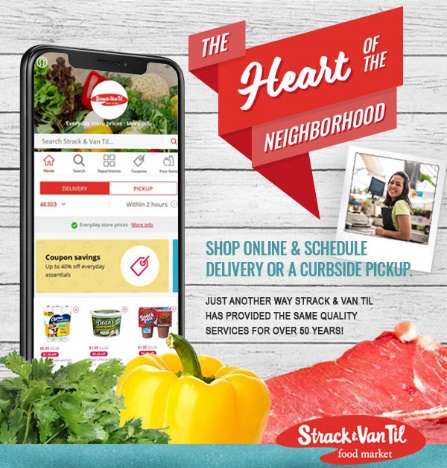 THE
Heart
OF
THE
NEIGHBORHOOD
Strack & Van Til
Everyday store prices · More info
Search Strack & Van Til...
Home
Search
Departments
Coupons
Your Items
DELIVERY
PICKUP
46303
Within 2 hours
Everyday store prices · More info
Coupon savings
Up to 40% off everyday
essentials
SHOP ONLINE & SCHEDULE
DELIVERY OR A CURBSIDE PICKUP.
JUST ANOTHER WAY STRACK & VAN TIL
HAS PROVIDED THE SAME QUALITY
SERVICES FOR OVER 50 YEARS!
Strack & Van Til
food market